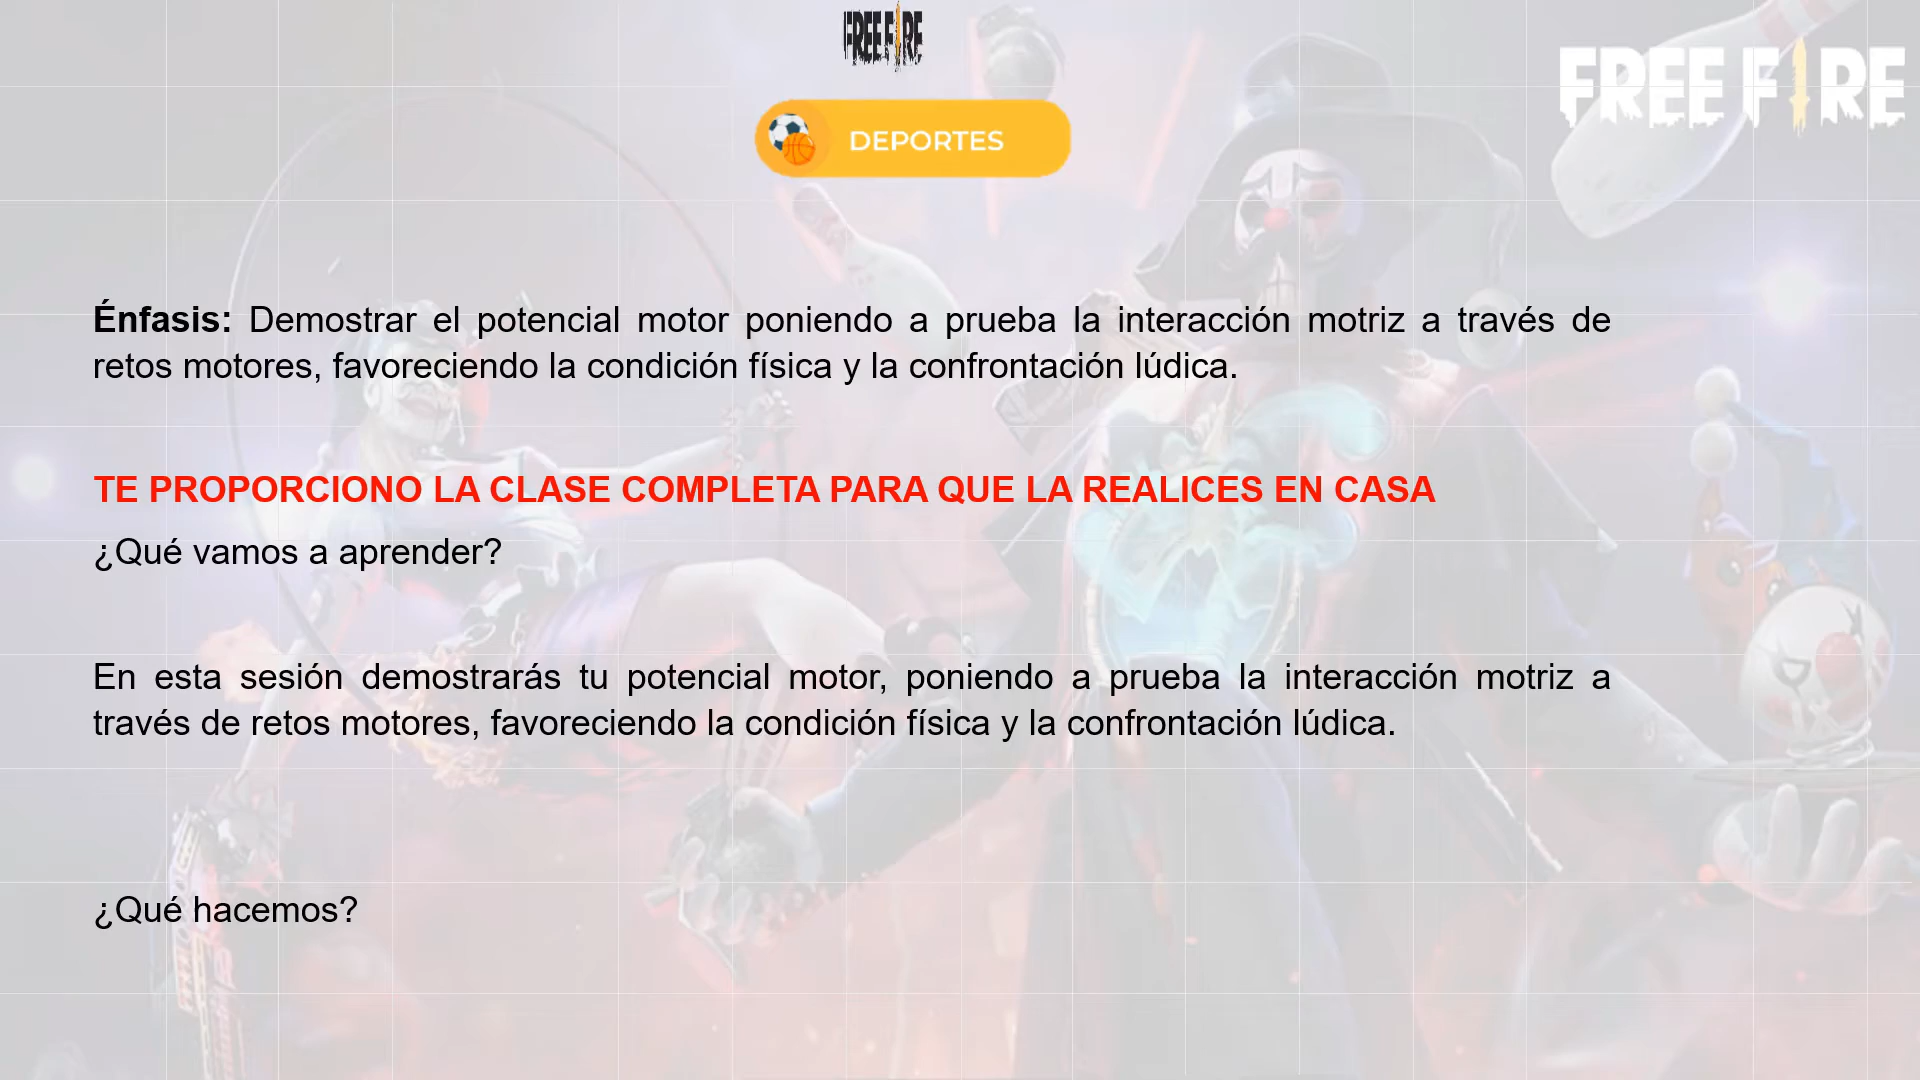 FREE FIRE
FREE FIRE
DEPORTES
Énfasis: Demostrar el potencial motor poniendo a prueba la interacción motriz a través de
retos motores, favoreciendo la condición física y la confrontación lúdica.
TE PROPORCIONO LA CLASE COMPLETA PARA QUE LA REALICES EN CASA
¿Qué vamos a aprender?
En esta sesión demostrarás tu potencial motor, poniendo a prueba la interacción motriz a
través de retos motores, favoreciendo la condición física y la confrontación lúdica.
¿Qué hacemos?